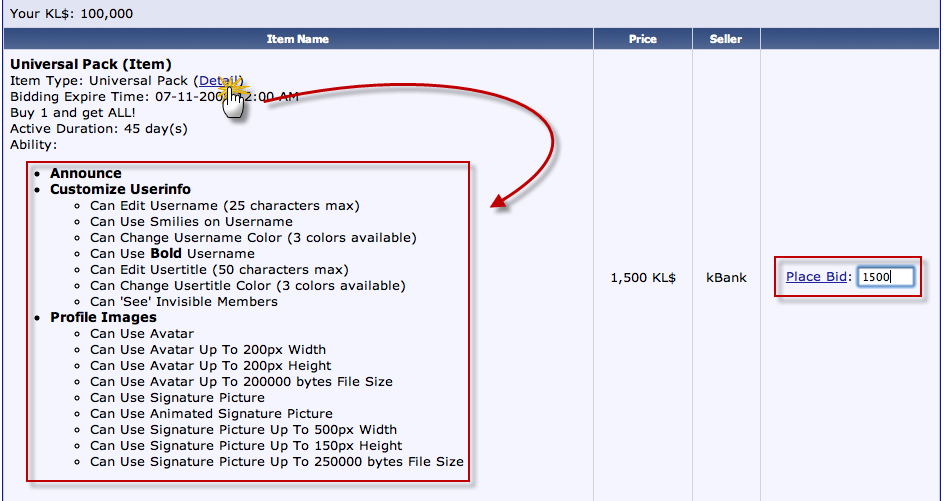 Your KL$: 100,000
Item Name Price Seller
Universal Pack (Item)
Item Type: Universal Pack (Detail)
Bidding Expire Time: 07-11-200 2:00 AM
Buy 1 and get ALL!
Active Duration: 45 day(s)
Ability:
• Announce
• Customize Userinfo
◦ Can Edit Username (25 characters max)
◦ Can Use Smilies on Username
◦ Can Change Username Color (3 colors available)
◦ Can Use Bold Username
◦ Can Edit Usertitle (50 characters max)
◦ Can Change Usertitle Color (3 colors available)
◦ Can 'See' Invisible Members
• Profile Images
◦ Can Use Avatar
◦ Can Use Avatar Up To 200px Width
◦ Can Use Avatar Up To 200px Height
◦ Can Use Avatar Up To 200000 bytes File Size
◦ Can Use Signature Picture
◦ Can Use Animated Signature Picture
◦ Can Use Signature Picture Up To 500px Width
◦ Can Use Signature Picture Up To 150px Height
◦ Can Use Signature Picture Up To 250000 bytes File Size
1,500 KL$ kBank Place Bid: 1500